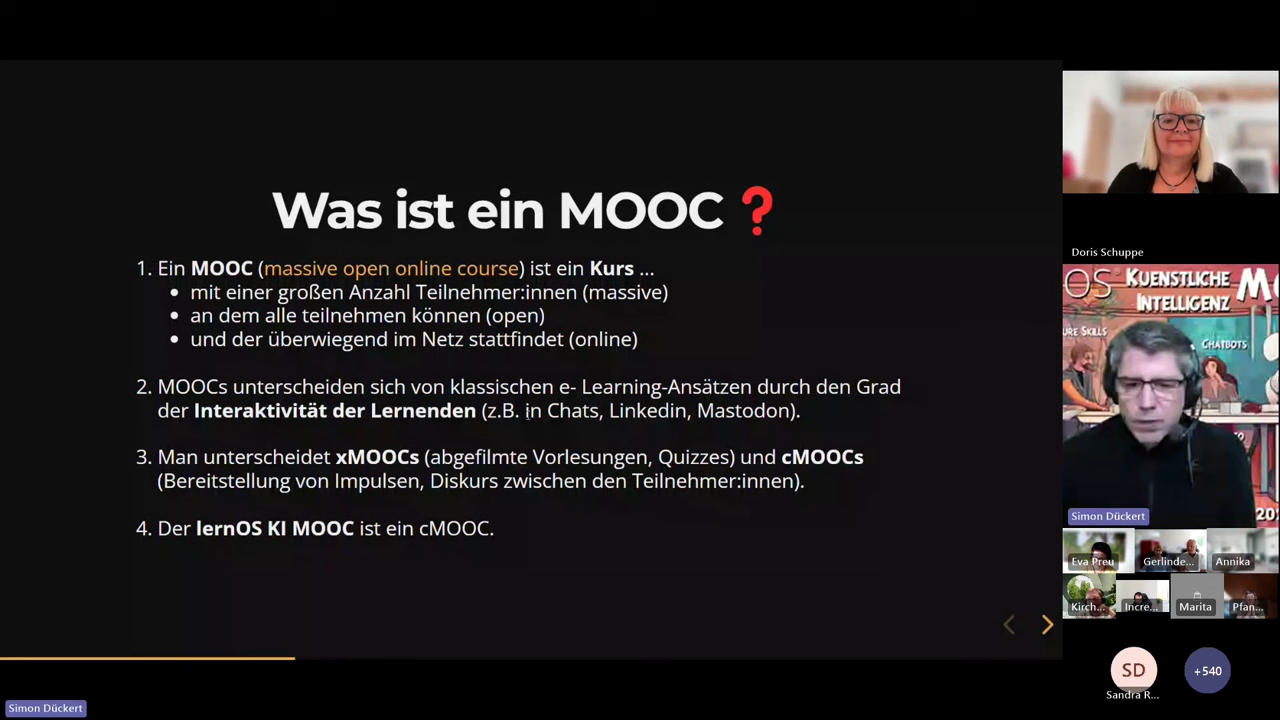 Was ist ein MOOC ❓
1. Ein MOOC (massive open online course) ist ein Kurs ...
• mit einer großen Anzahl Teilnehmer:innen (massive)
• an dem alle teilnehmen können (open)
• und der überwiegend im Netz stattfindet (online)
2. MOOCs unterscheiden sich von klassischen e- Learning-Ansätzen durch den Grad
der Interaktivität der Lernenden (z.B. in Chats, Linkedin, Mastodon).
3. Man unterscheidet xMOOCs (abgefilmte Vorlesungen, Quizzes) und cMOOCs
(Bereitstellung von Impulsen, Diskurs zwischen den Teilnehmer:innen).
4. Der lernOS KI MOOC ist ein cMOOC.
Simon Dückert
Doris Schuppe
OS KUENSTLICHE MO
INTELLIGENZ
URE SKILLS
CHATBOTS
Simon Dückert
Eva Preu
Gerlinde...
Annika
Kirch...
Incre...
Marita
Pfan...
SD
+540
Sandra R...